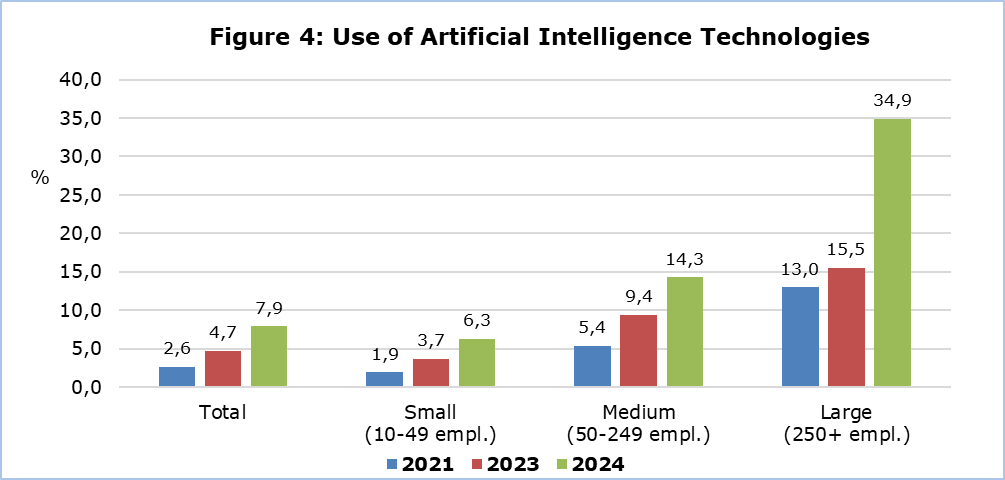 Figure 4: Use of Artificial Intelligence Technologies
40,0
35,0
30,0
25,0
20,0
15,0
10,0
5,0
0,0
%
2,6
4,7
7,9
1,9
3,7
6,3
5,4
9,4
14,3
13,0
15,5
34,9
Total
Small
(10-49 empl.)
Medium
(50-249 empl.)
Large
(250+ empl.)
2021 2023 2024